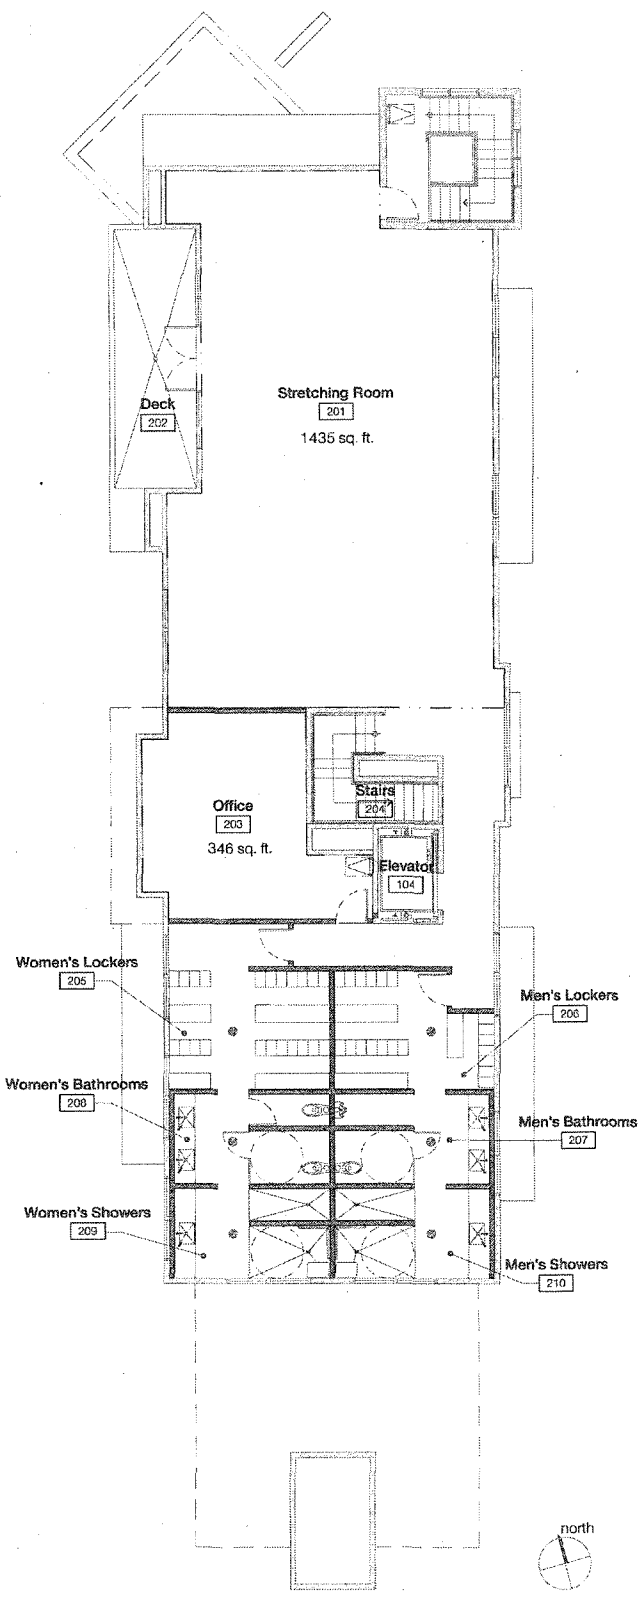 Stretching Room
201
1435 sq. ft.
Deck
202
Stairs
204
Office
203
346 sq. ft.
Elevator
104
Women's Lockers
205
Men's Lockers
206
Women's Bathrooms
208
Men's Bathrooms
207
Women's Showers
209
Men's Showers
210
north